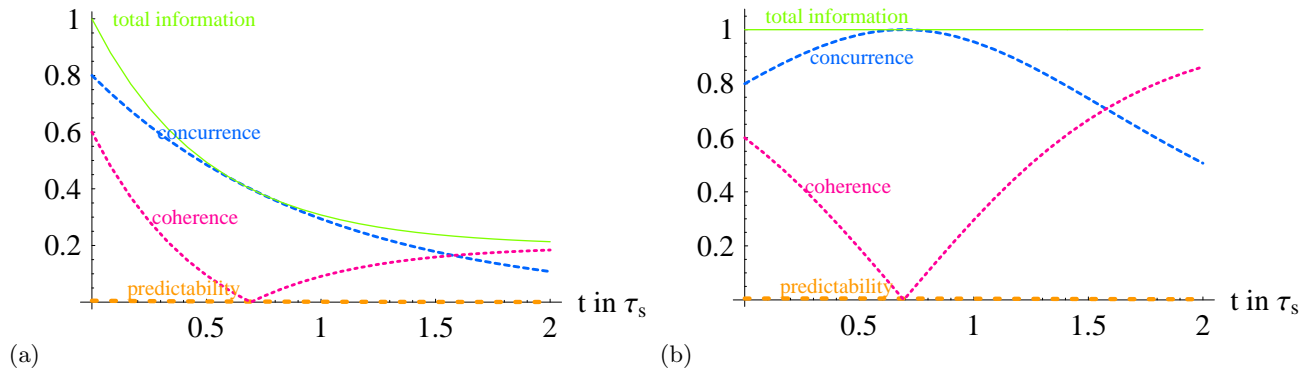 1
total information
0.8
concurrence
0.6
0.4
coherence
0.2
predictability
0.5
1
1.5
2
t in τs
(a)
total information
1
concurrence
0.8
0.6
coherence
0.4
0.2
predictability
0.5
1
1.5
2
t in τs
(b)